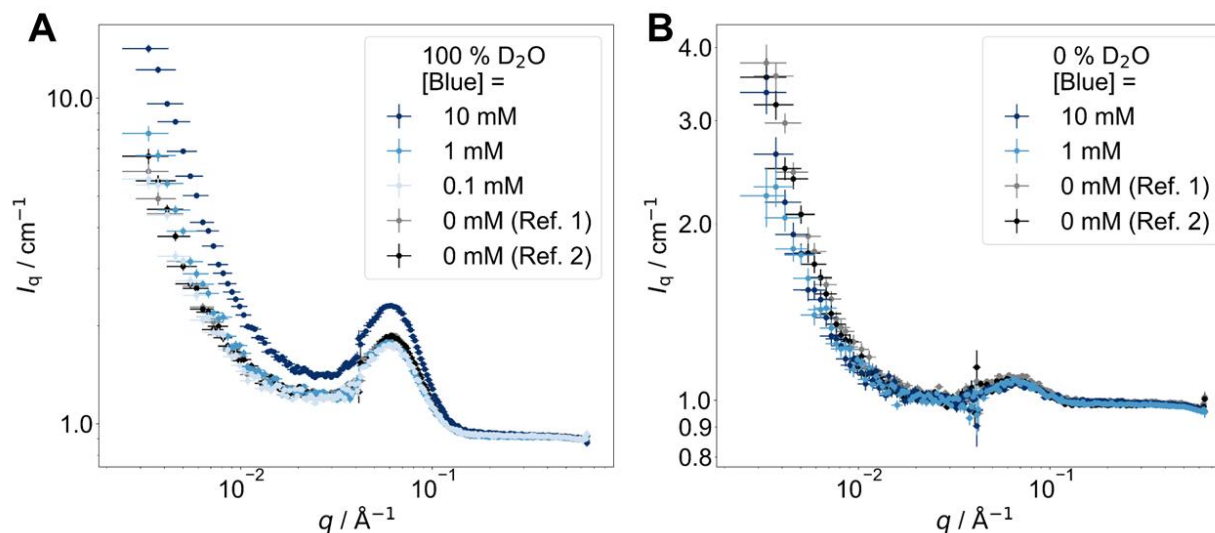 A
100 % D₂O
[Blue] =
10 mM
1 mM
0.1 mM
0 mM (Ref. 1)
0 mM (Ref. 2)
10.0
1.0
I_q / cm⁻¹
10⁻²
10⁻¹
q / Å⁻¹
B
0 % D₂O
[Blue] =
10 mM
1 mM
0 mM (Ref. 1)
0 mM (Ref. 2)
4.0
3.0
2.0
1.0
0.9
0.8
I_q / cm⁻¹
10⁻²
10⁻¹
q / Å⁻¹